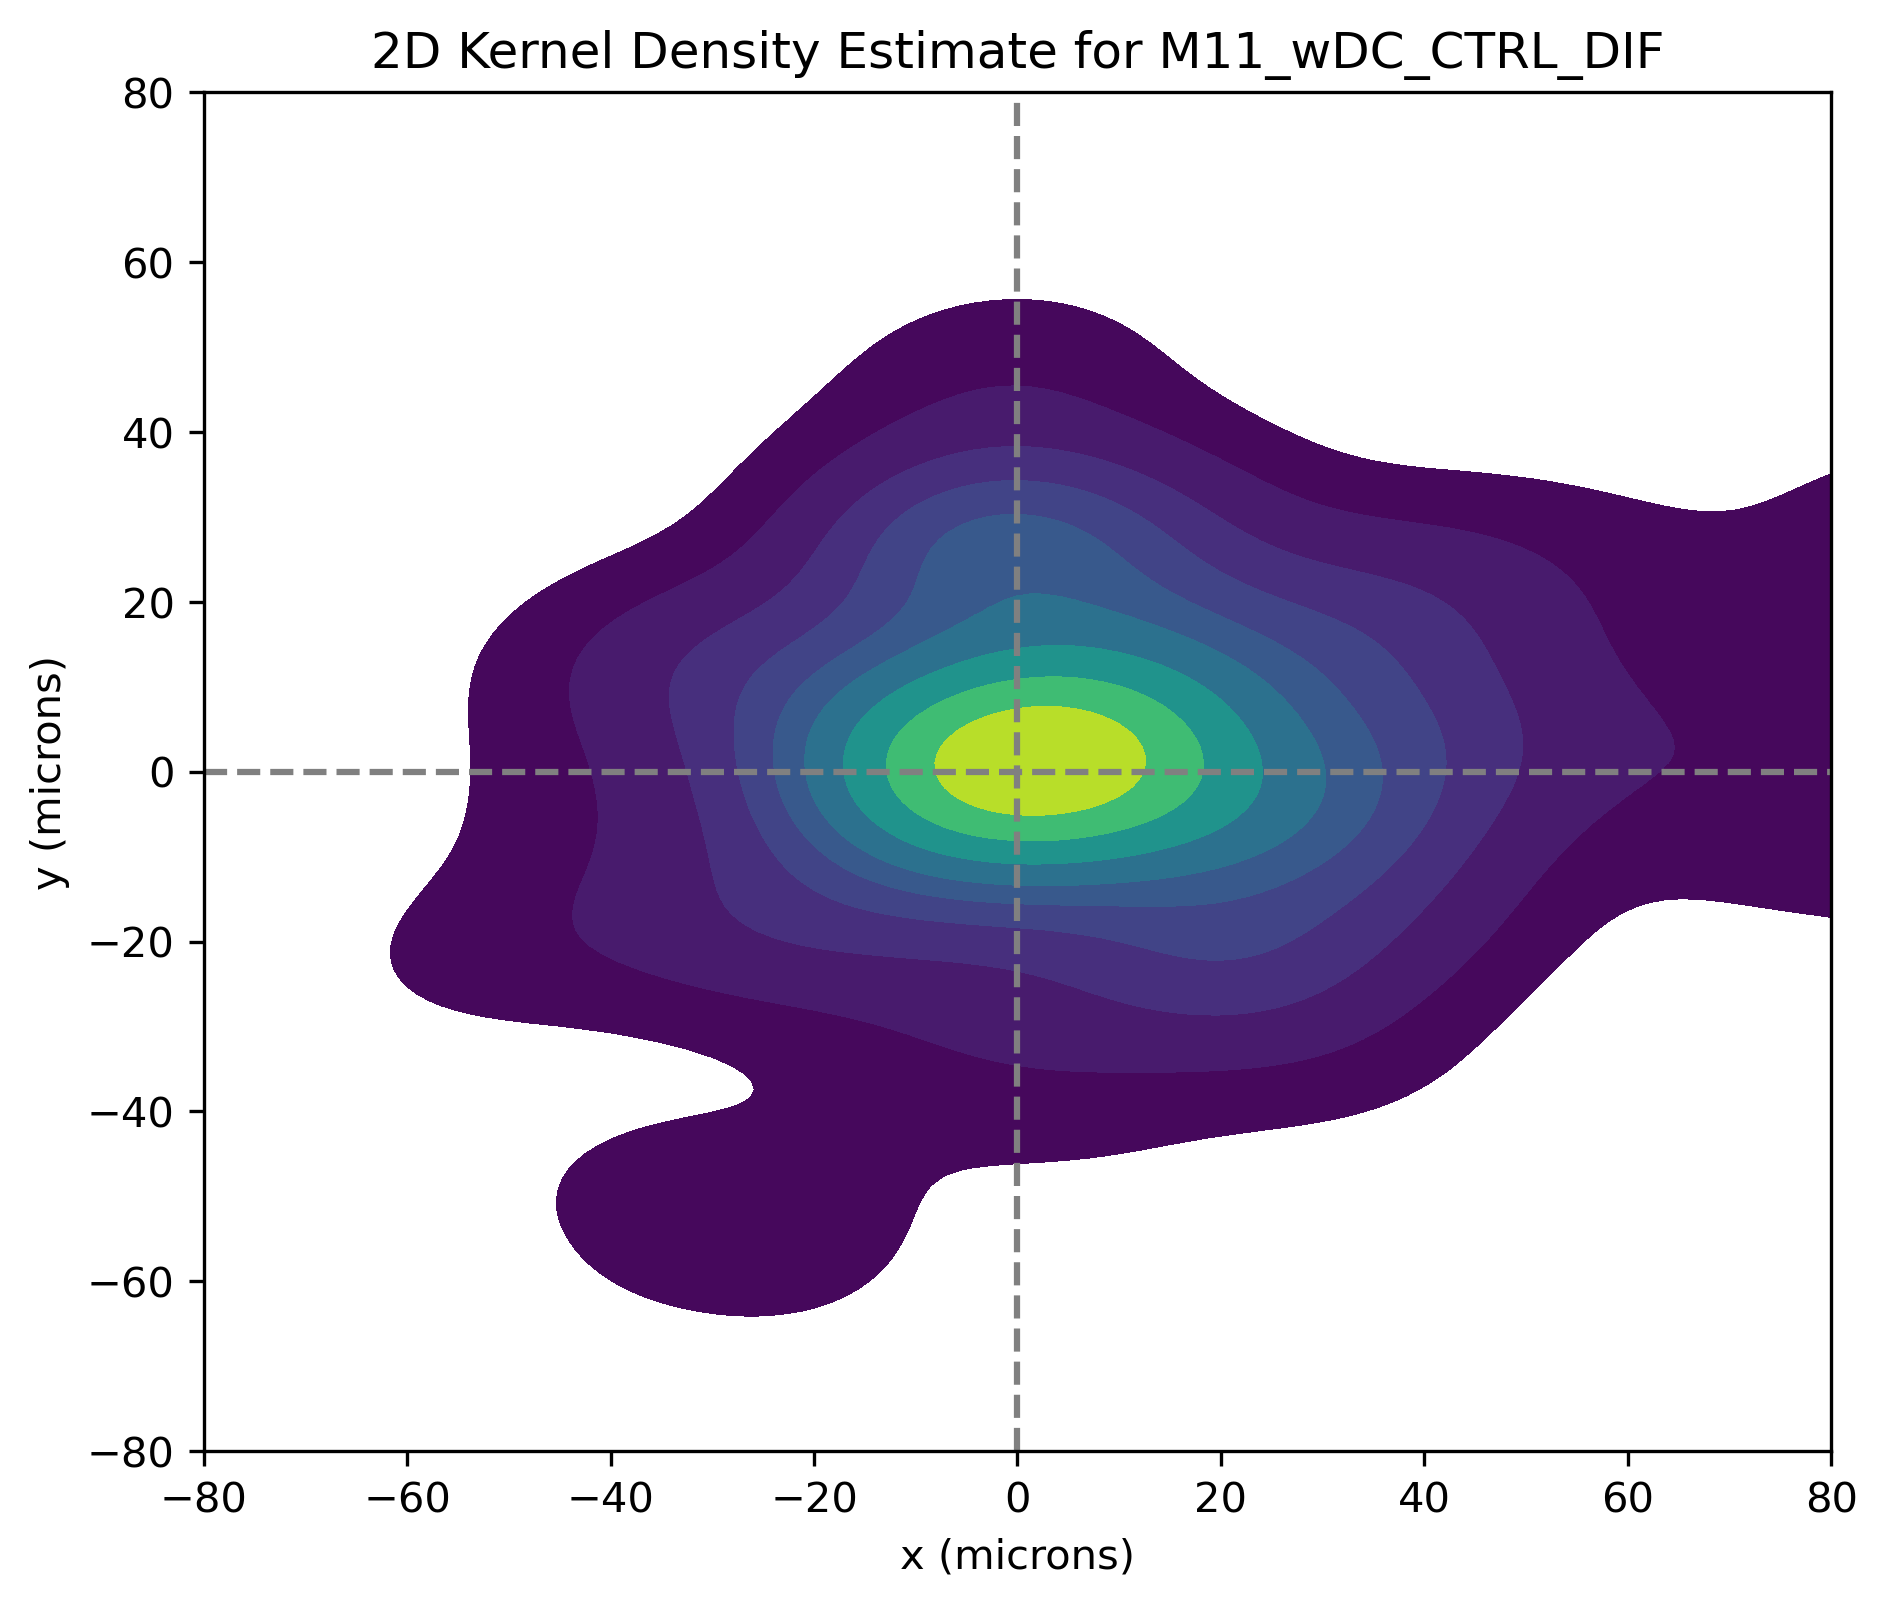 2D Kernel Density Estimate for M11_wDC_CTRL_DIF
80
60
40
20
0
−20
−40
−60
−80
y (microns)
−80 −60 −40 −20 0 20 40 60 80
x (microns)